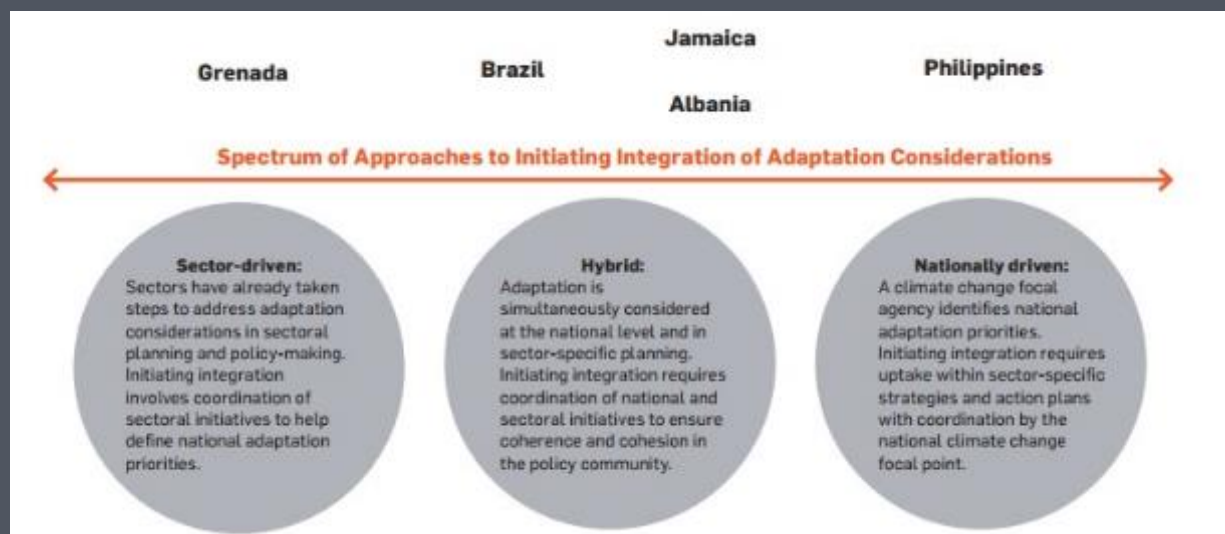 Jamaica
Grenada
Brazil
Philippines
Albania
Spectrum of Approaches to Initiating Integration of Adaptation Considerations
Sector-driven:
Sectors have already taken
steps to address adaptation
considerations in sectoral
planning and policy-making.
Initiating integration
involves coordination of
sectoral initiatives to help
define national adaptation
priorities.
Hybrid:
Adaptation is
simultaneously considered
at the national level and in
sector-specific planning.
Initiating integration requires
coordination of national and
sectoral initiatives to ensure
coherence and cohesion in
the policy community.
Nationally driven:
A climate change focal
agency identifies national
adaptation priorities.
Initiating integration requires
uptake within sector-specific
strategies and action plans
with coordination by the
national climate change
focal point.